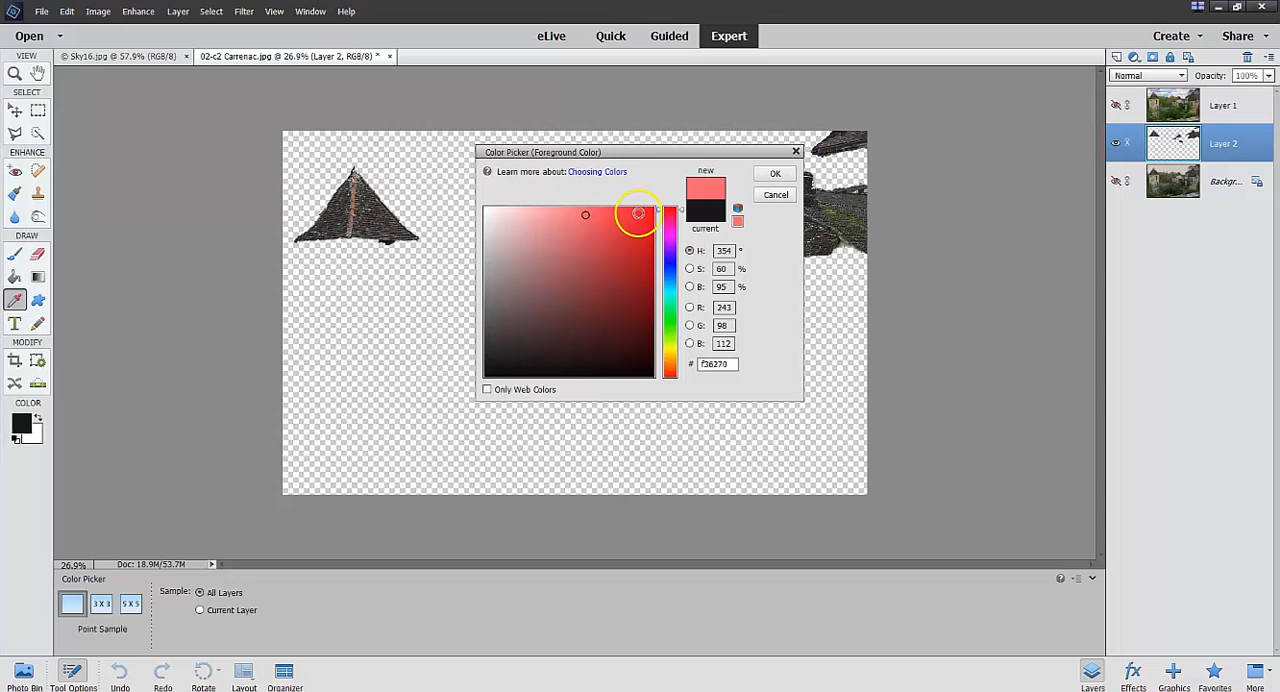 File Edit Image Enhance Layer Select Filter View Window Help
Open eLive Quick Guided Expert Create Share
VIEW © Sky16.jpg @ 57.9% (RGB/8) × 02-c2 Carrenac.jpg @ 26.9% (Layer 2, RGB/8) * ×
Normal Opacity: 100%
SELECT
Layer 1
ENHANCE
Layer 2
Backgr...
DRAW
T
MODIFY
COLOR
Color Picker (Foreground Color)
Learn more about: Choosing Colors
new
OK
Cancel
current
H: 354 °
S: 60 %
B: 95 %
R: 243
G: 98
B: 112
# f36270
Only Web Colors
26.9% Doc: 18.9M/53.7M
Color Picker
Sample: All Layers
3 X 3 5 X 5
Current Layer
Point Sample
Photo Bin Tool Options Undo Redo Rotate Layout Organizer Layers Effects Graphics Favorites More